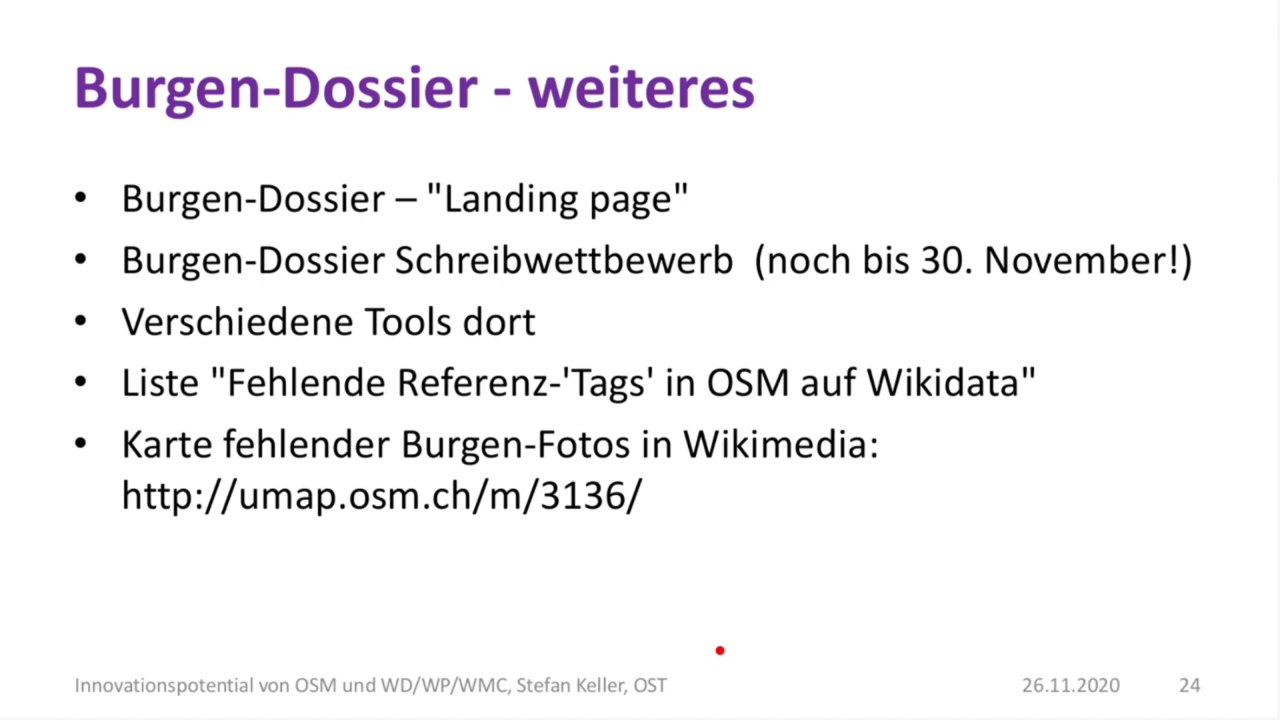 Burgen-Dossier - weiteres
• Burgen-Dossier – "Landing page"
• Burgen-Dossier Schreibwettbewerb  (noch bis 30. November!)
• Verschiedene Tools dort
• Liste "Fehlende Referenz-'Tags' in OSM auf Wikidata"
• Karte fehlender Burgen-Fotos in Wikimedia:
http://umap.osm.ch/m/3136/
Innovationspotential von OSM und WD/WP/WMC, Stefan Keller, OST 26.11.2020 24